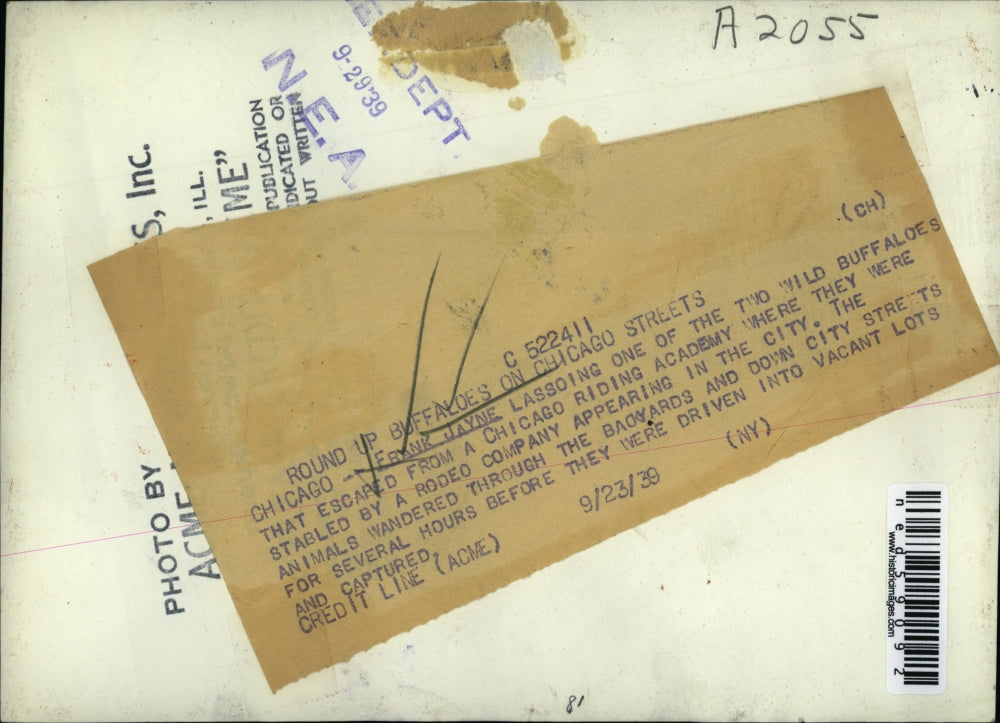 A2055
DEPT
9-29'39
N.E.A.
S, Inc.
, ILL.
ME"
PUBLICATION
DICATED OR
OUT WRITTEN
PHOTO BY
ACME
(CH)
C 522411
ROUND UP BUFFALOES ON CHICAGO STREETS
CHICAGO -- FRANK JAYNE LASSOING ONE OF THE TWO WILD BUFFALOES
THAT ESCAPED FROM A CHICAGO RIDING ACADEMY WHERE THEY WERE
STABLED BY A RODEO COMPANY APPEARING IN THE CITY. THE
ANIMALS WANDERED THROUGH THE BACKYARDS AND DOWN CITY STREETS
FOR SEVERAL HOURS BEFORE THEY WERE DRIVEN INTO VACANT LOTS
AND CAPTURED.
CREDIT LINE (ACME) 9/23/39 (NY)
ned59092
www.historicimages.com
81